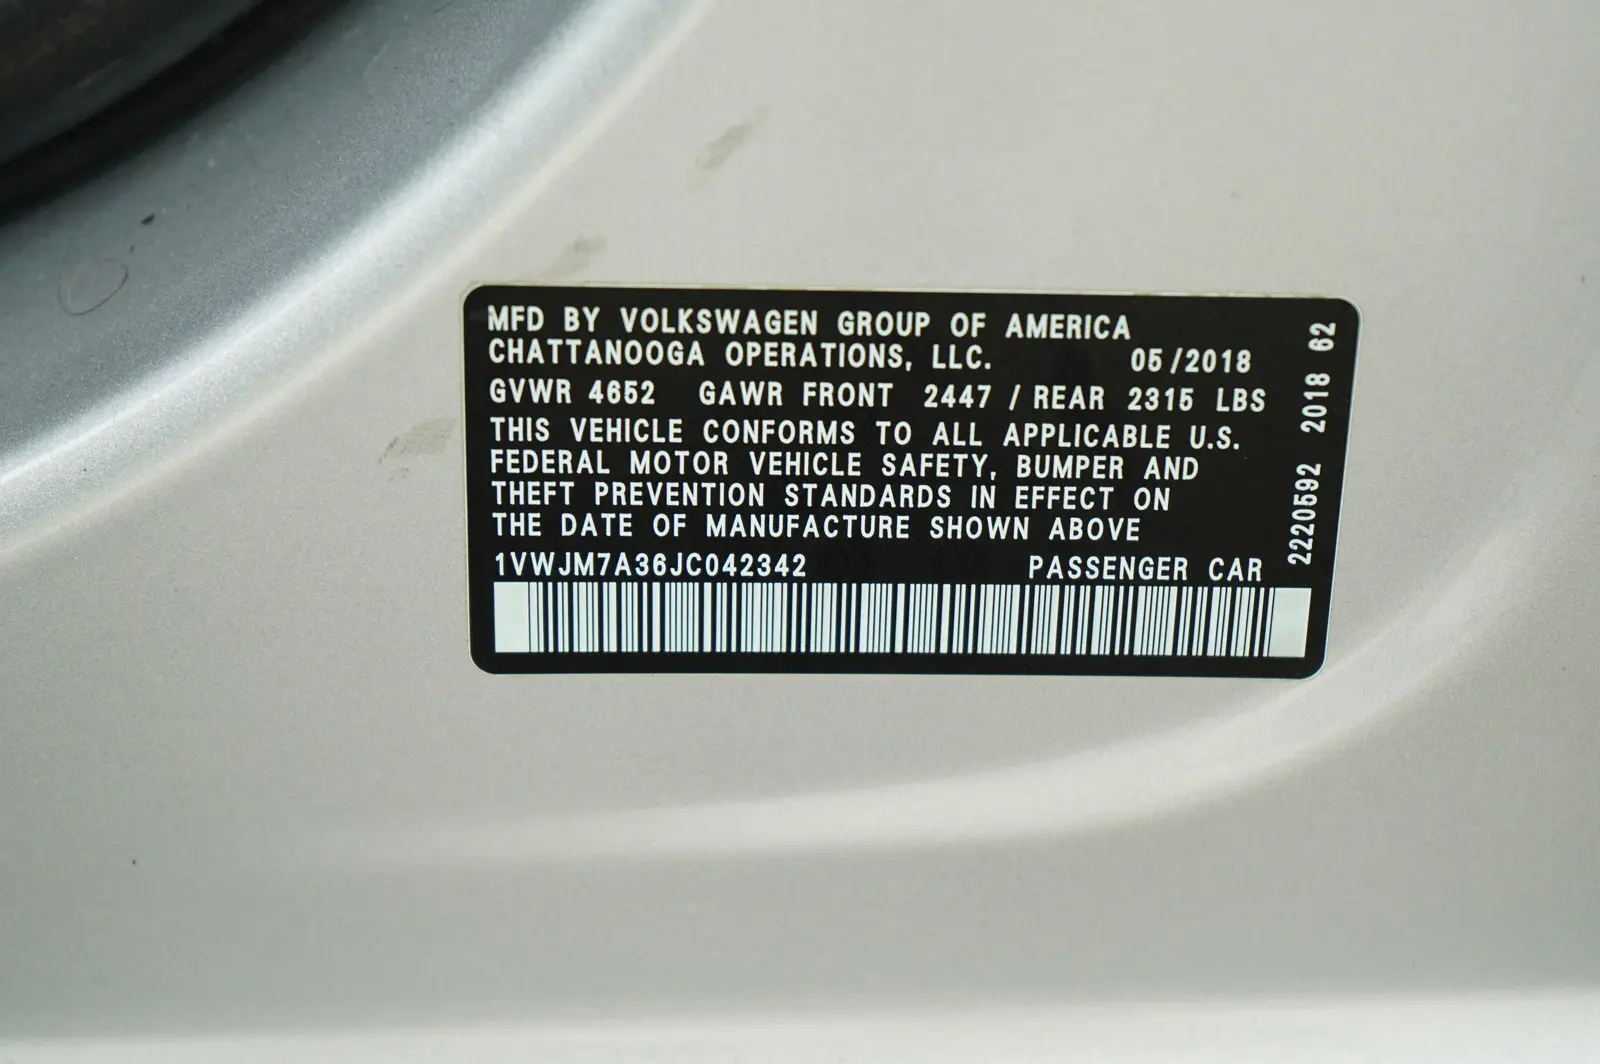 MFD BY VOLKSWAGEN GROUP OF AMERICA
CHATTANOOGA OPERATIONS, LLC. 05/2018
GVWR 4652 GAWR FRONT 2447 / REAR 2315 LBS
THIS VEHICLE CONFORMS TO ALL APPLICABLE U.S.
FEDERAL MOTOR VEHICLE SAFETY, BUMPER AND
THEFT PREVENTION STANDARDS IN EFFECT ON
THE DATE OF MANUFACTURE SHOWN ABOVE
1VWJM7A36JC042342 PASSENGER CAR
2220592 2018 62